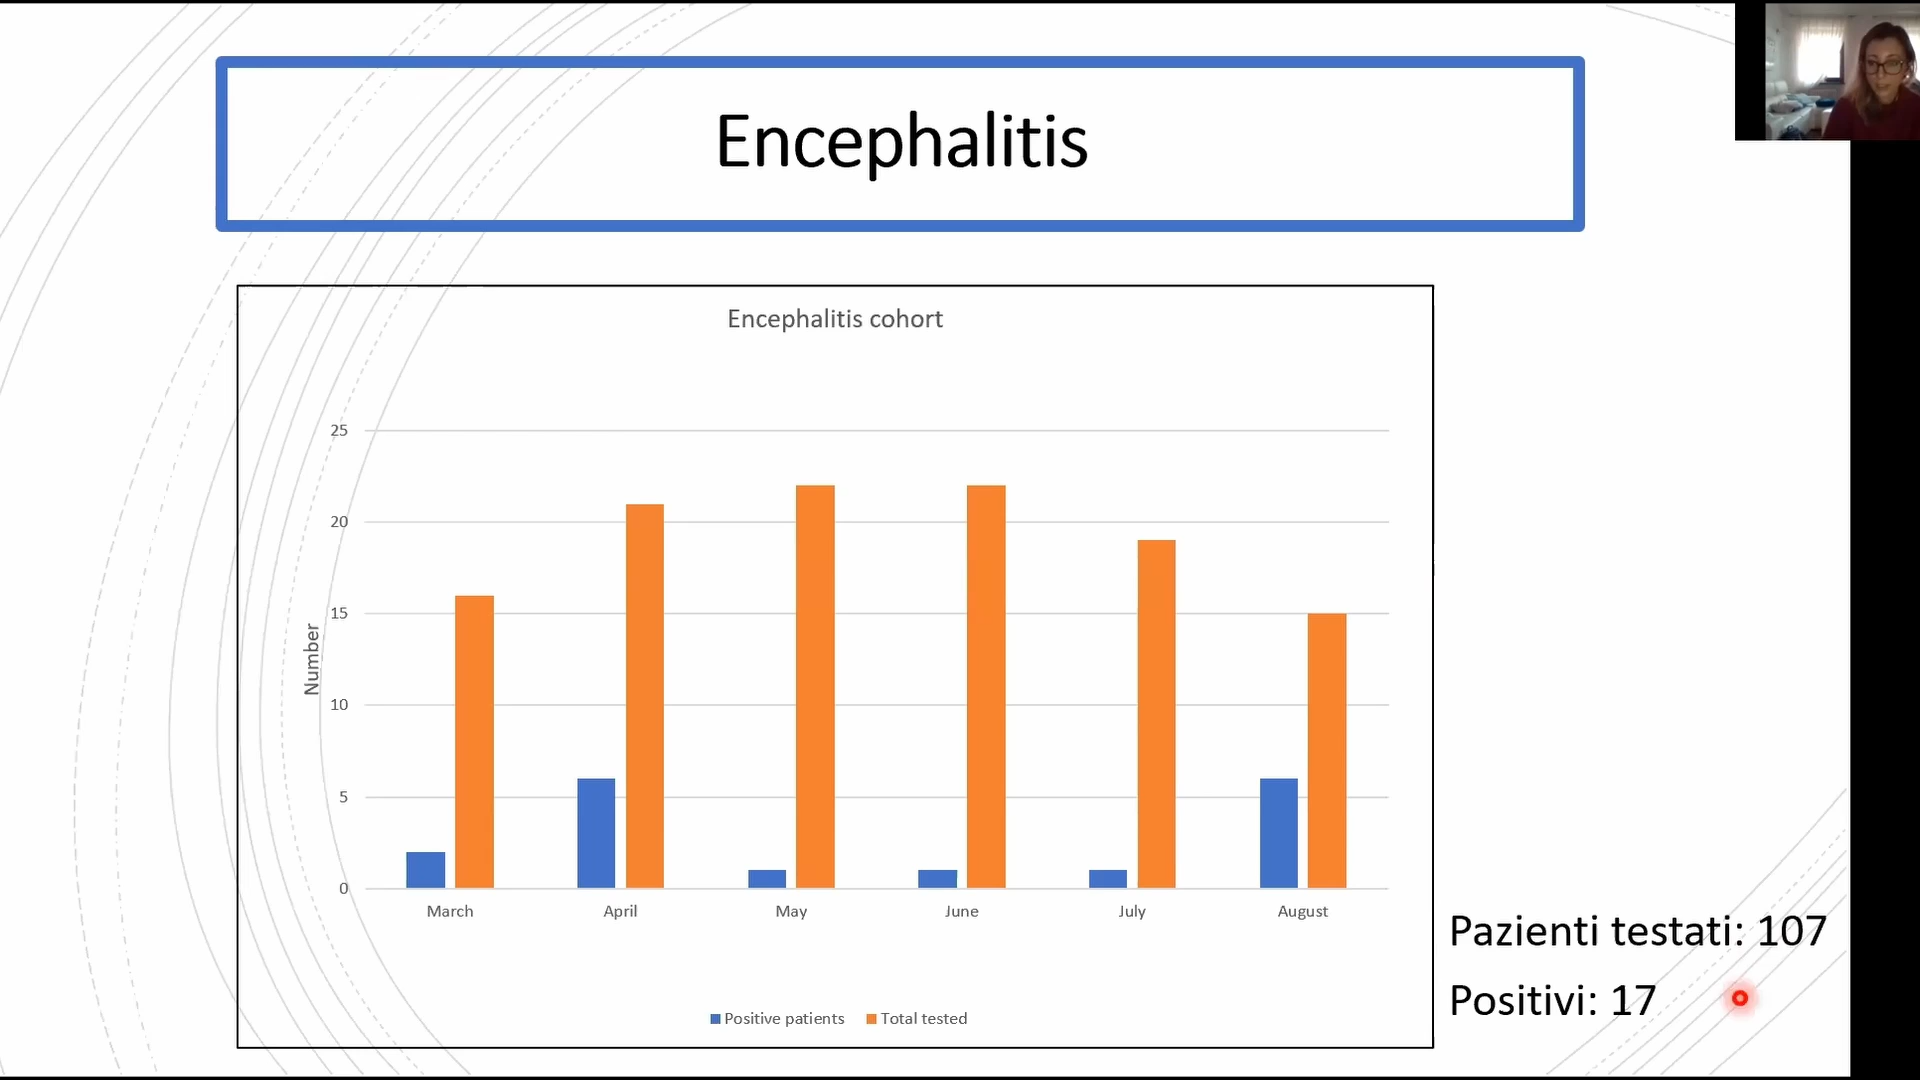 Encephalitis
Encephalitis cohort
25
20
15
10
5
0
Number
March April May June July August
Positive patients Total tested
Pazienti testati: 107
Positivi: 17